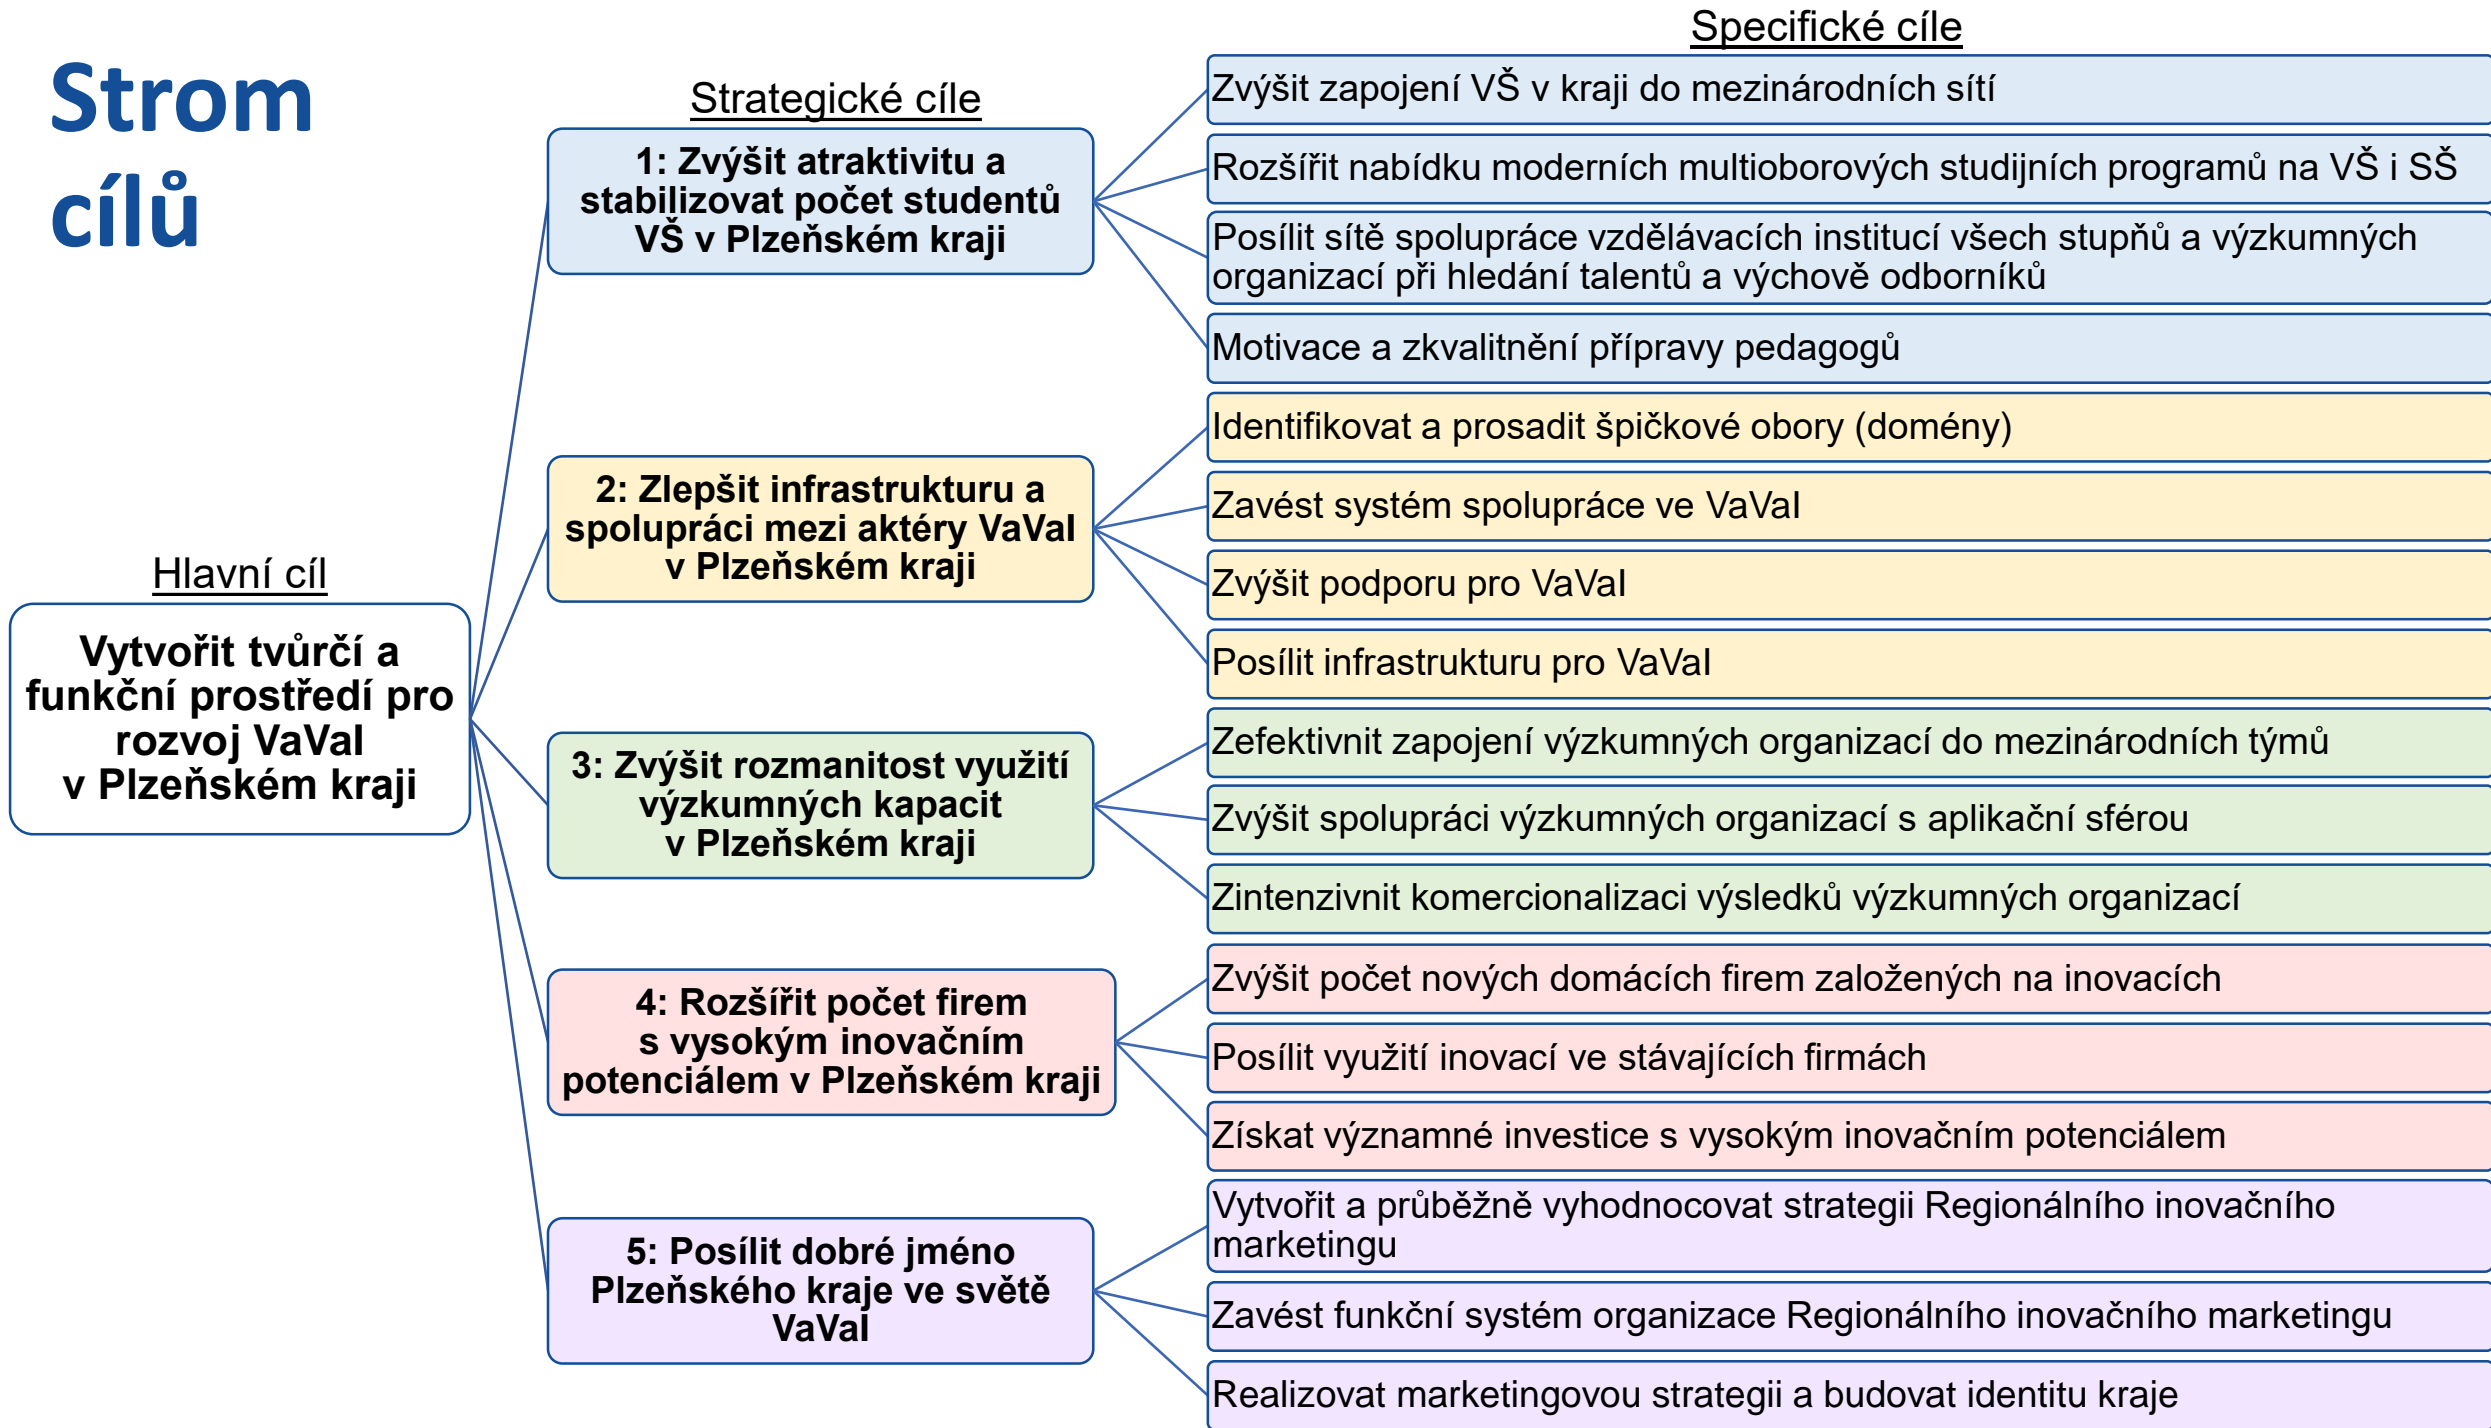 Strom
cílů
Hlavní cíl
Vytvořit tvůrčí a
funkční prostředí pro
rozvoj VaVaI
v Plzeňském kraji
Strategické cíle
1: Zvýšit atraktivitu a
stabilizovat počet studentů
VŠ v Plzeňském kraji
2: Zlepšit infrastrukturu a
spolupráci mezi aktéry VaVaI
v Plzeňském kraji
3: Zvýšit rozmanitost využití
výzkumných kapacit
v Plzeňském kraji
4: Rozšířit počet firem
s vysokým inovačním
potenciálem v Plzeňském kraji
5: Posílit dobré jméno
Plzeňského kraje ve světě
VaVaI
Specifické cíle
Zvýšit zapojení VŠ v kraji do mezinárodních sítí
Rozšířit nabídku moderních multioborových studijních programů na VŠ i SŠ
Posílit sítě spolupráce vzdělávacích institucí všech stupňů a výzkumných
organizací při hledání talentů a výchově odborníků
Motivace a zkvalitnění přípravy pedagogů
Identifikovat a prosadit špičkové obory (domény)
Zavést systém spolupráce ve VaVaI
Zvýšit podporu pro VaVaI
Posílit infrastrukturu pro VaVaI
Zefektivnit zapojení výzkumných organizací do mezinárodních týmů
Zvýšit spolupráci výzkumných organizací s aplikační sférou
Zintenzivnit komercionalizaci výsledků výzkumných organizací
Zvýšit počet nových domácích firem založených na inovacích
Posílit využití inovací ve stávajících firmách
Získat významné investice s vysokým inovačním potenciálem
Vytvořit a průběžně vyhodnocovat strategii Regionálního inovačního
marketingu
Zavést funkční systém organizace Regionálního inovačního marketingu
Realizovat marketingovou strategii a budovat identitu kraje